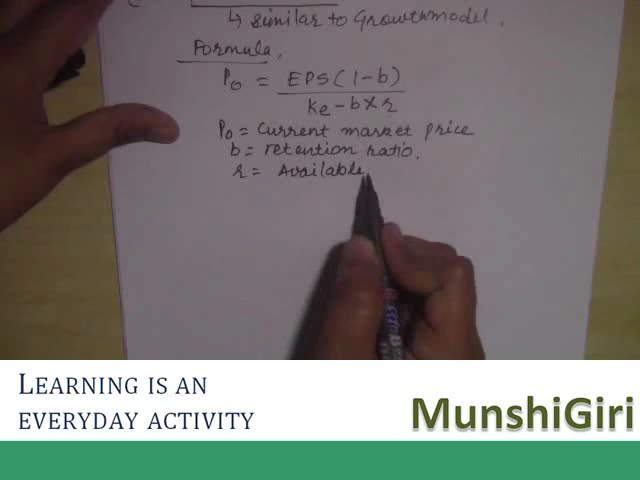 ↳ similar to Growth model.
Formula,
P₀ = EPS(1-b)
Ke - b×r
P₀ = Current market price
b = retention ratio.
r = Available
LEARNING IS AN
EVERYDAY ACTIVITY
MunshiGiri